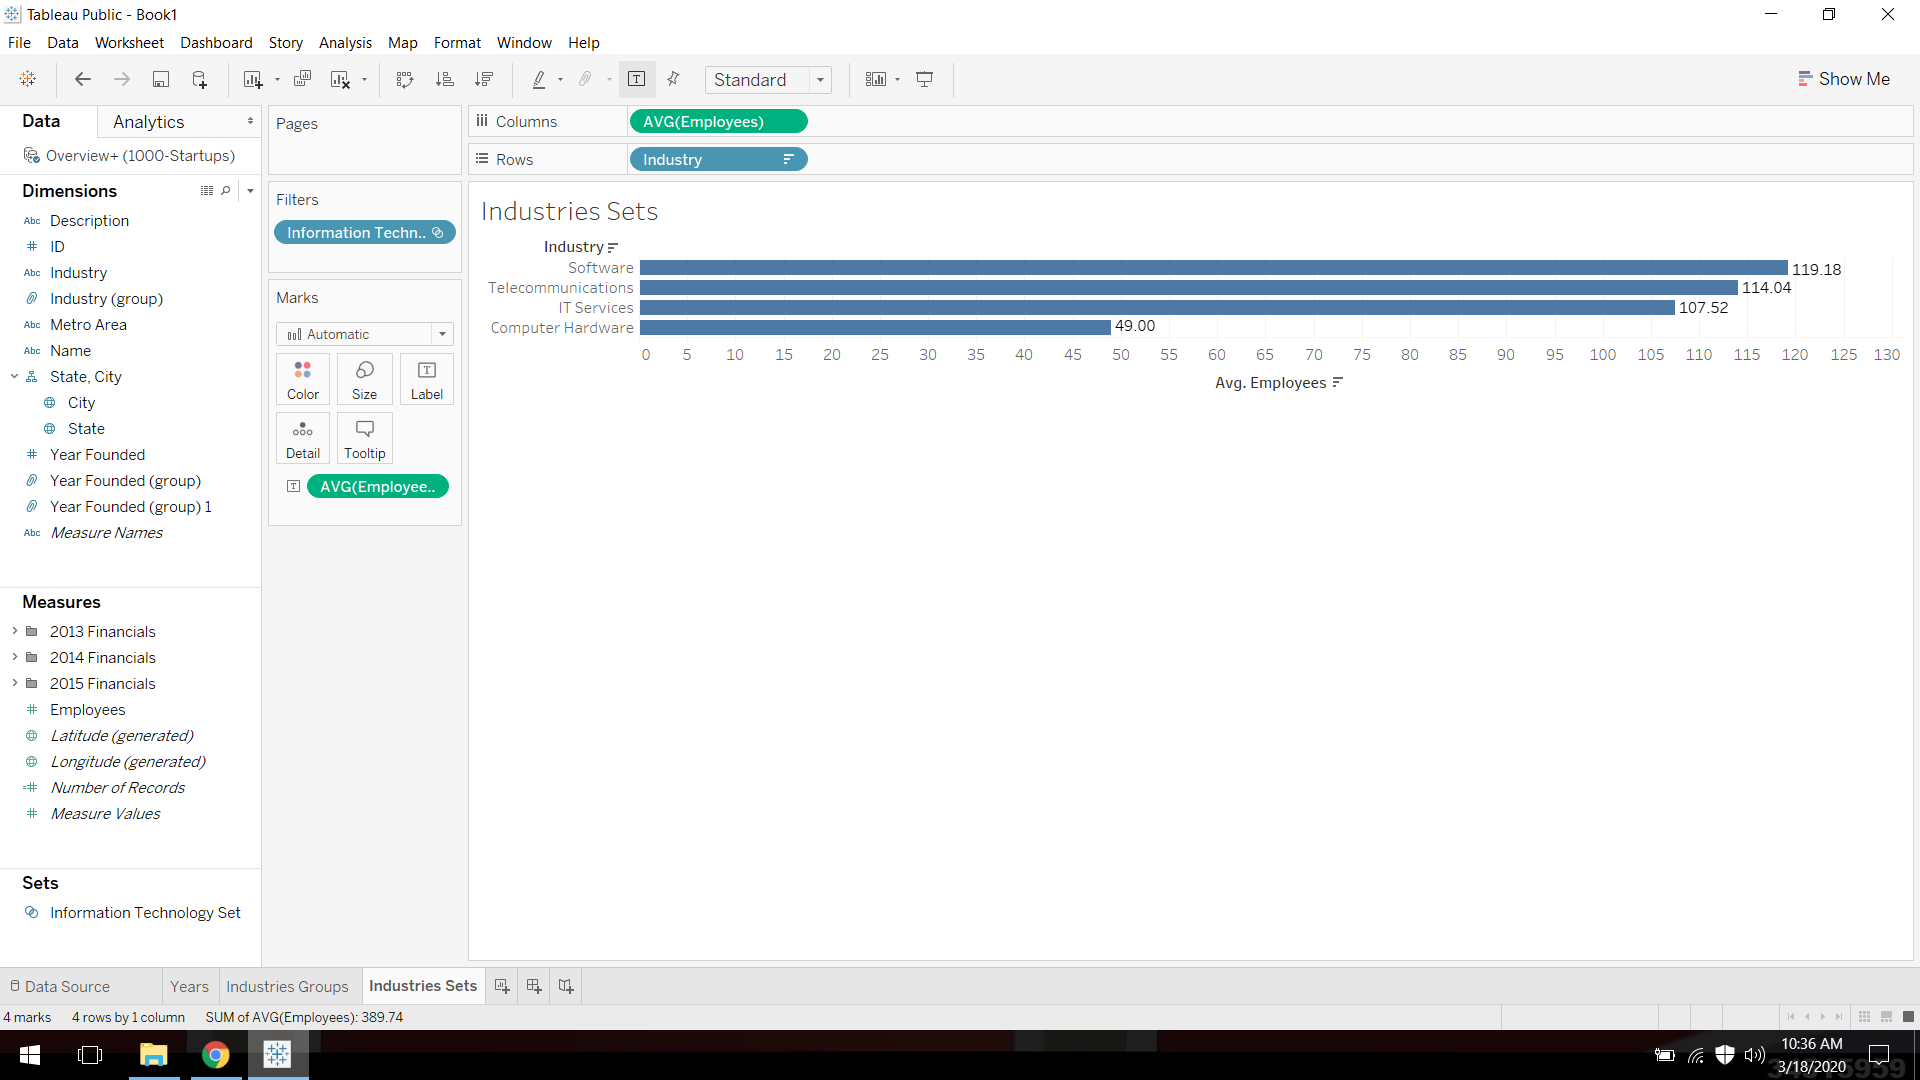 Tableau Public - Book1
File Data Worksheet Dashboard Story Analysis Map Format Window Help
Standard
Show Me
Data Analytics
Overview+ (1000-Startups)
Dimensions
Abc Description
ID
Abc Industry
Industry (group)
Abc Metro Area
Abc Name
State, City
City
State
Year Founded
Year Founded (group)
Year Founded (group) 1
Abc Measure Names
Measures
2013 Financials
2014 Financials
2015 Financials
Employees
Latitude (generated)
Longitude (generated)
Number of Records
Measure Values
Sets
Information Technology Set
Pages
Filters
Information Techn..
Marks
Automatic
Color Size Label
Detail Tooltip
AVG(Employee..
Columns AVG(Employees)
Rows Industry
Industries Sets
Industry
Software 119.18
Telecommunications 114.04
IT Services 107.52
Computer Hardware 49.00
0 5 10 15 20 25 30 35 40 45 50 55 60 65 70 75 80 85 90 95 100 105 110 115 120 125 130
Avg. Employees
Data Source Years Industries Groups Industries Sets
4 marks 4 rows by 1 column SUM of AVG(Employees): 389.74
10:36 AM
3/18/2020